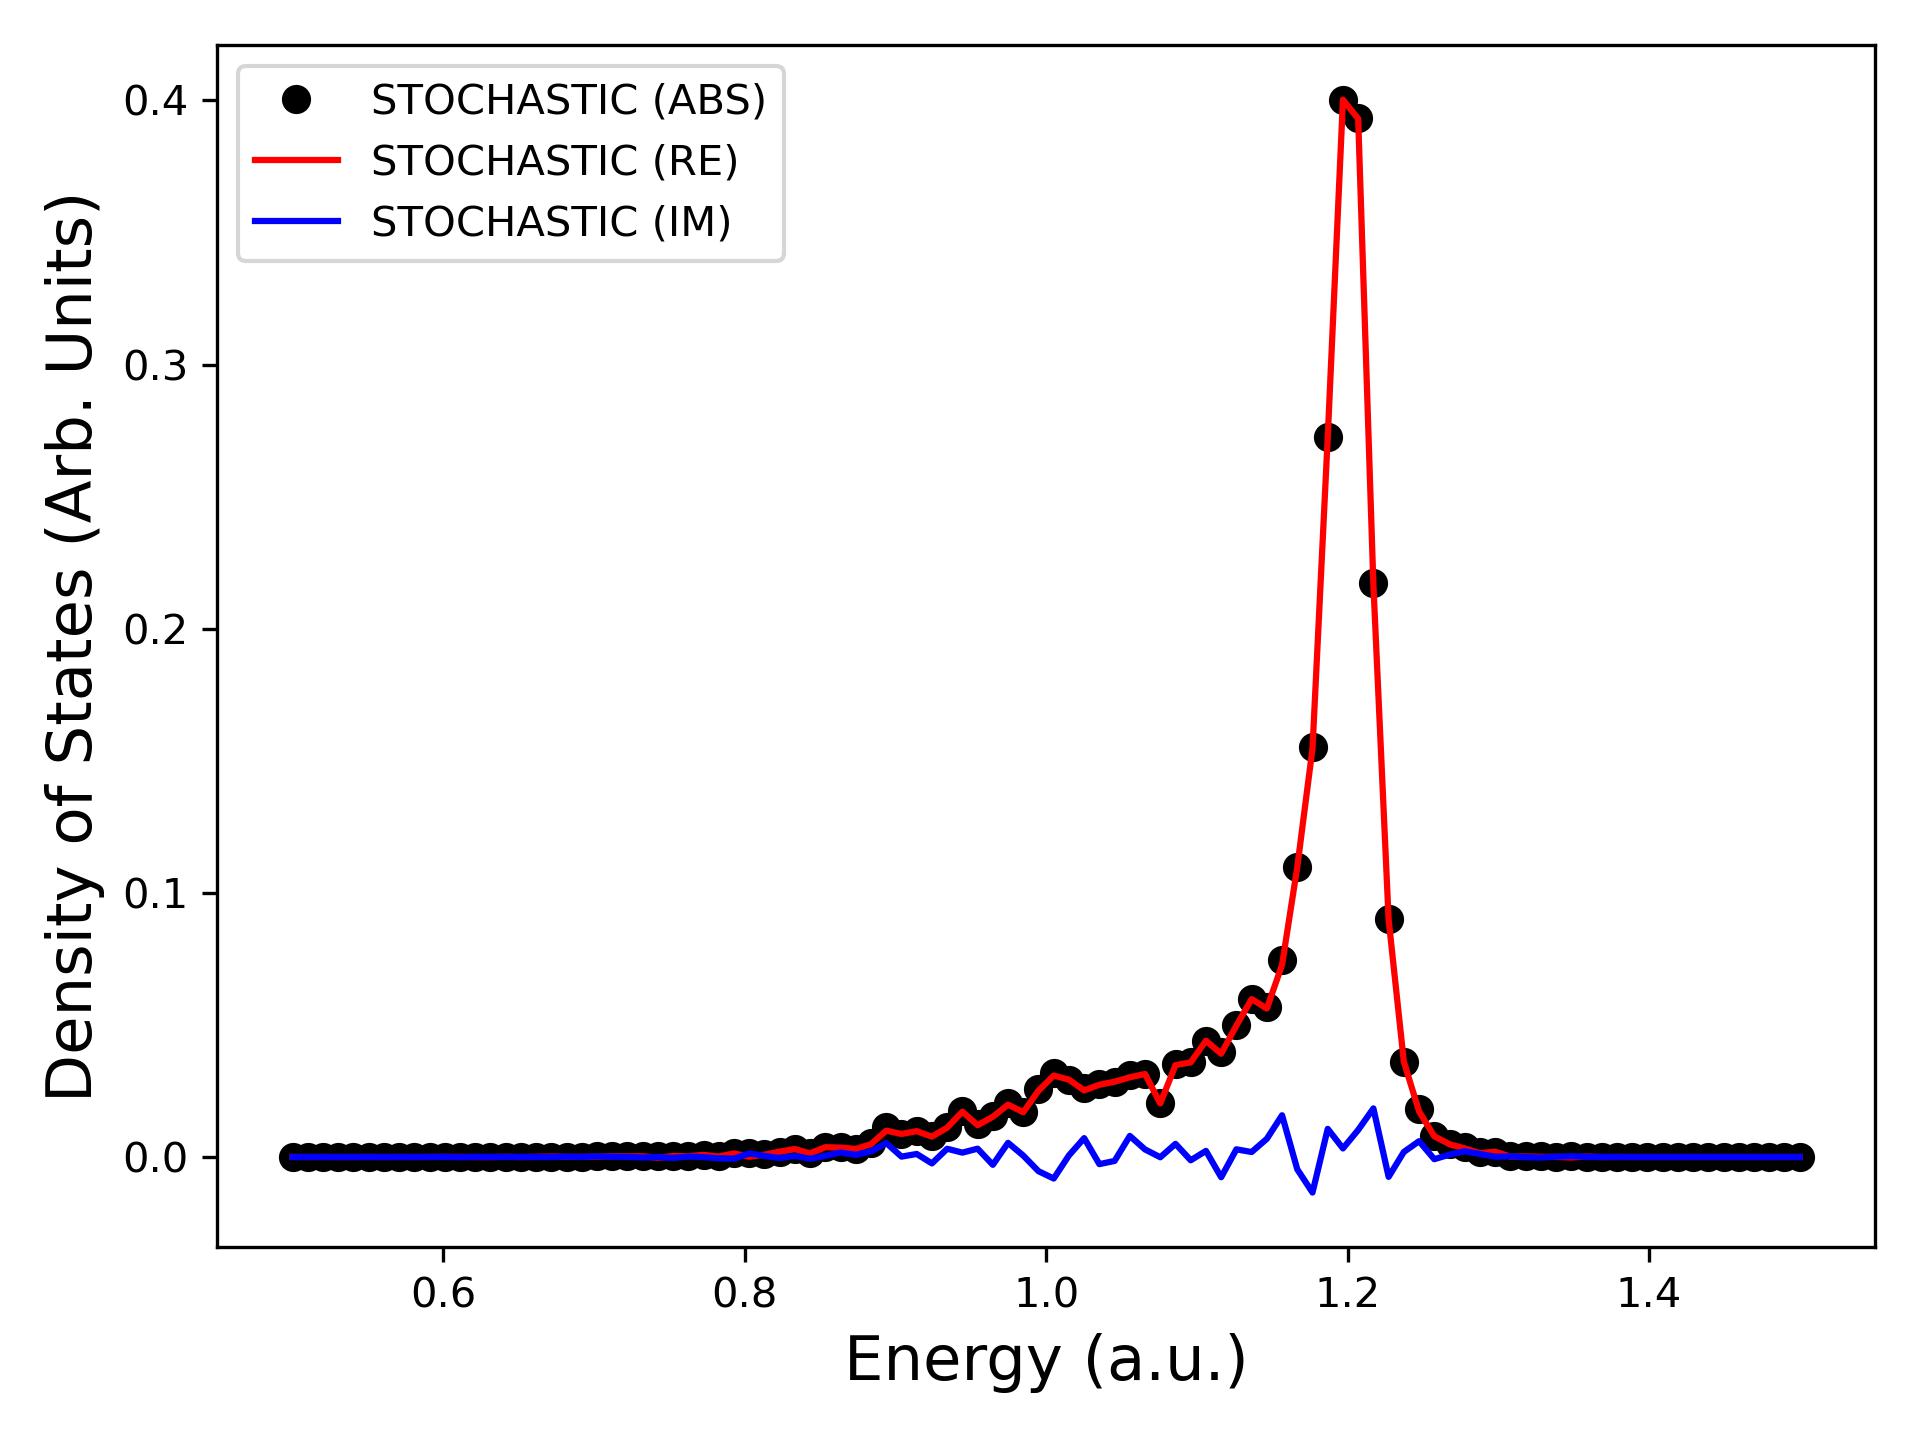 STOCHASTIC (ABS)
STOCHASTIC (RE)
STOCHASTIC (IM)
Density of States (Arb. Units)
0.4
0.3
0.2
0.1
0.0
0.6 0.8 1.0 1.2 1.4
Energy (a.u.)